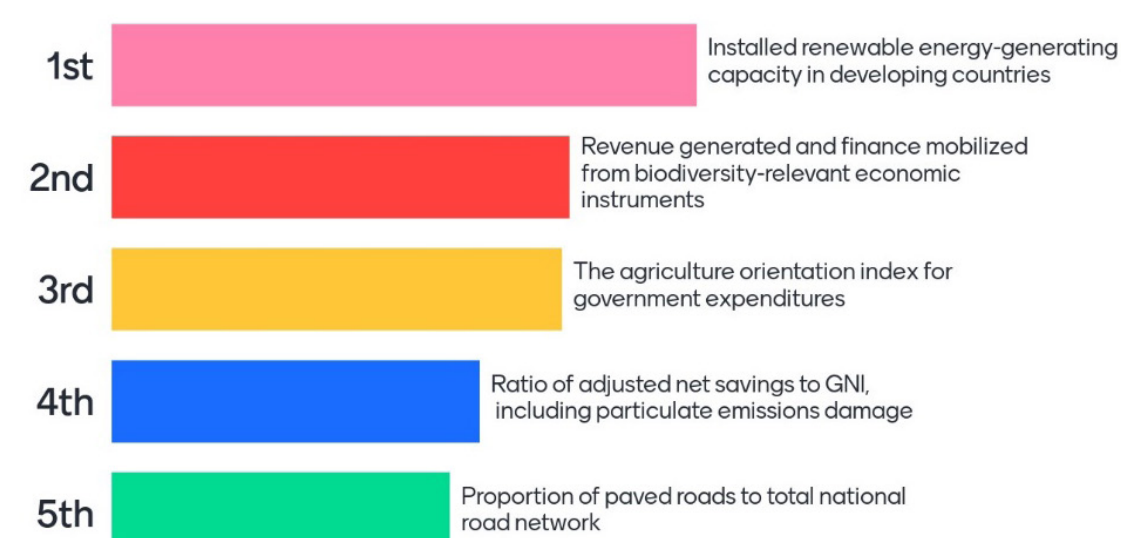 1st
Installed renewable energy-generating
capacity in developing countries
2nd
Revenue generated and finance mobilized
from biodiversity-relevant economic
instruments
3rd
The agriculture orientation index for
government expenditures
4th
Ratio of adjusted net savings to GNI,
including particulate emissions damage
5th
Proportion of paved roads to total national
road network